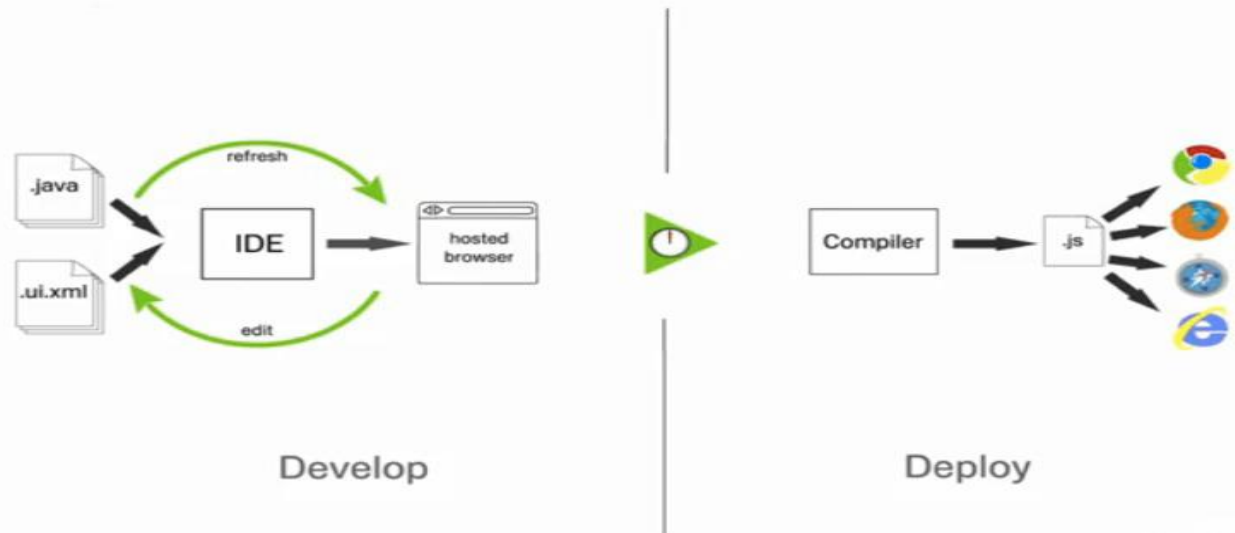 refresh
.java
IDE
hosted
browser
.ui.xml
edit
Develop
Compiler
.js
Deploy